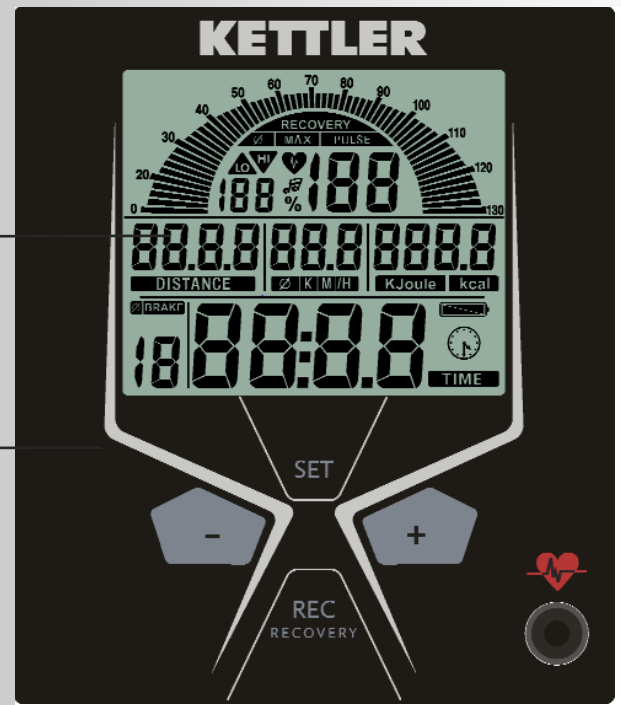 KETTLER
0 20 30 40 50 60 70 80 90 100 110 120 130
RECOVERY
Ø MAX PULSE
LO HI
188 % 188
88.8.8 88.8 888.8
DISTANCE Ø K M /H KJoule kcal
Ø BRAKE
18 88:8.8
TIME
SET
- +
REC
RECOVERY